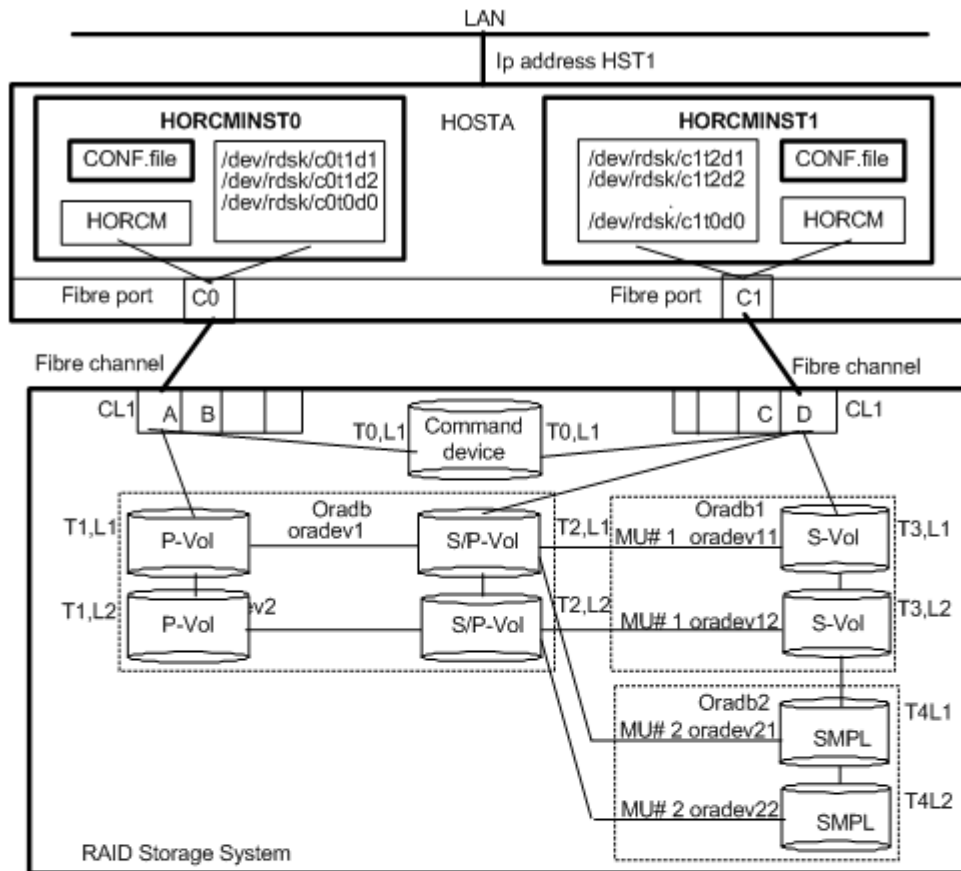 LAN
Ip address HST1
HORCMINST0
HOSTA
HORCMINST1
CONF.file
/dev/rdsk/c0t1d1
/dev/rdsk/c0t1d2
/dev/rdsk/c0t0d0
HORCM
/dev/rdsk/c1t2d1
/dev/rdsk/c1t2d2
/dev/rdsk/c1t0d0
CONF.file
HORCM
Fibre port
C0
Fibre port
C1
Fibre channel
Fibre channel
CL1
A
B
C
D
CL1
T0,L1
Command
device
T0,L1
Oradb
oradev1
Oradb1
T1,L1
P-Vol
S/P-Vol
T2,L1
MU# 1 oradev11
S-Vol
T3,L1
T1,L2
P-Vol
S/P-Vol
T2,L2
MU# 1 oradev12
S-Vol
T3,L2
Oradb2
MU# 2 oradev21
SMPL
T4L1
MU# 2 oradev22
SMPL
T4L2
RAID Storage System